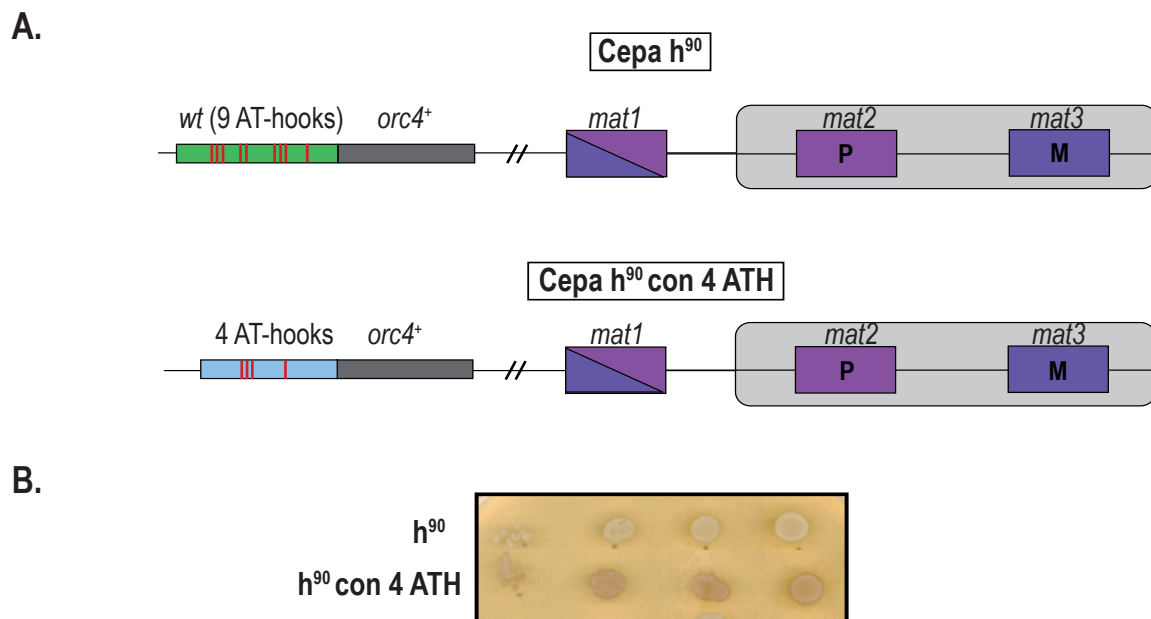 A.
Cepa h⁹⁰
wt (9 AT-hooks) orc4⁺ mat1 mat2 mat3
P M
Cepa h⁹⁰ con 4 ATH
4 AT-hooks orc4⁺ mat1 mat2 mat3
P M
B.
h⁹⁰
h⁹⁰ con 4 ATH